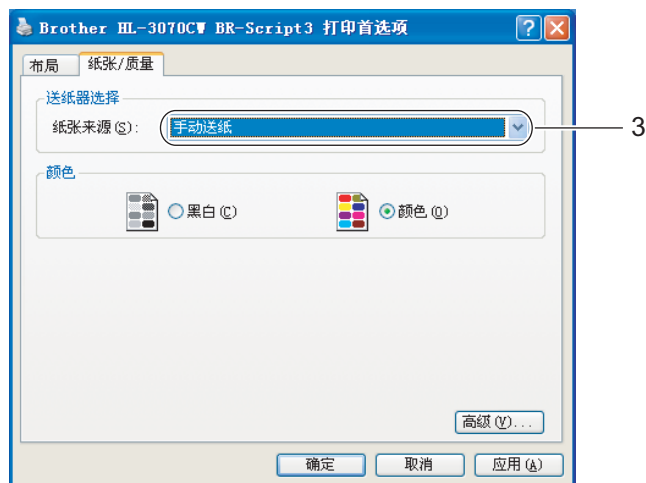 Brother HL-3070CW BR-Script3 打印首选项
布局 纸张/质量
送纸器选择
纸张来源(S): 手动送纸 3
颜色
黑白(C) 颜色(O)
高级(V)...
确定 取消 应用(A)